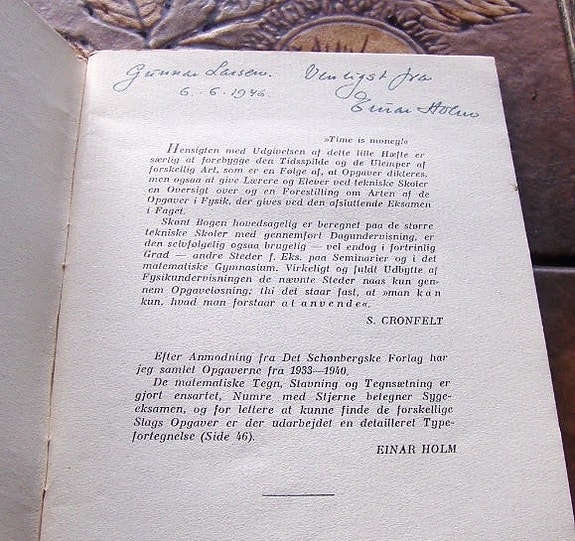 Gunnar Larsen. Venligst fra
6.-6.1946. Einar Holm
»Time is money!«
Hensigten med Udgivelsen af dette lille Hæfte er
særlig at forebygge den Tidsspilde og de Ulemper af
forskellig Art, som er en Følge af, at Opgaver dikteres,
men ogsaa at give Lærere og Elever ved tekniske Skoler
en Oversigt over og en Forestilling om Arten af de
Opgaver i Fysik, der gives ved den afsluttende Eksamen
i Faget.
Skønt Bogen hovedsagelig er beregnet paa de større
tekniske Skoler med gennemført Dagundervisning, er
den selvfølgelig ogsaa brugelig — vel endog i fortrinlig
Grad — andre Steder f. Eks. paa Seminarier og i det
matematiske Gymnasium. Virkeligt og fuldt Udbytte af
Fysikundervisningen de nævnte Steder naas kun gen-
nem Opgaveløsning; thi det staar fast, at »man kan
kun, hvad man forstaar at anvende«.
S. CRONFELT
Efter Anmodning fra Det Schønbergske Forlag har
jeg samlet Opgaverne fra 1933—1940.
De matematiske Tegn, Stavning og Tegnsætning er
gjort ensartet, Numre med Stjerne betegner Syge-
eksamen, og for lettere at kunne finde de forskellige
Slags Opgaver er der udarbejdet en detailleret Type-
fortegnelse (Side 46).
EINAR HOLM